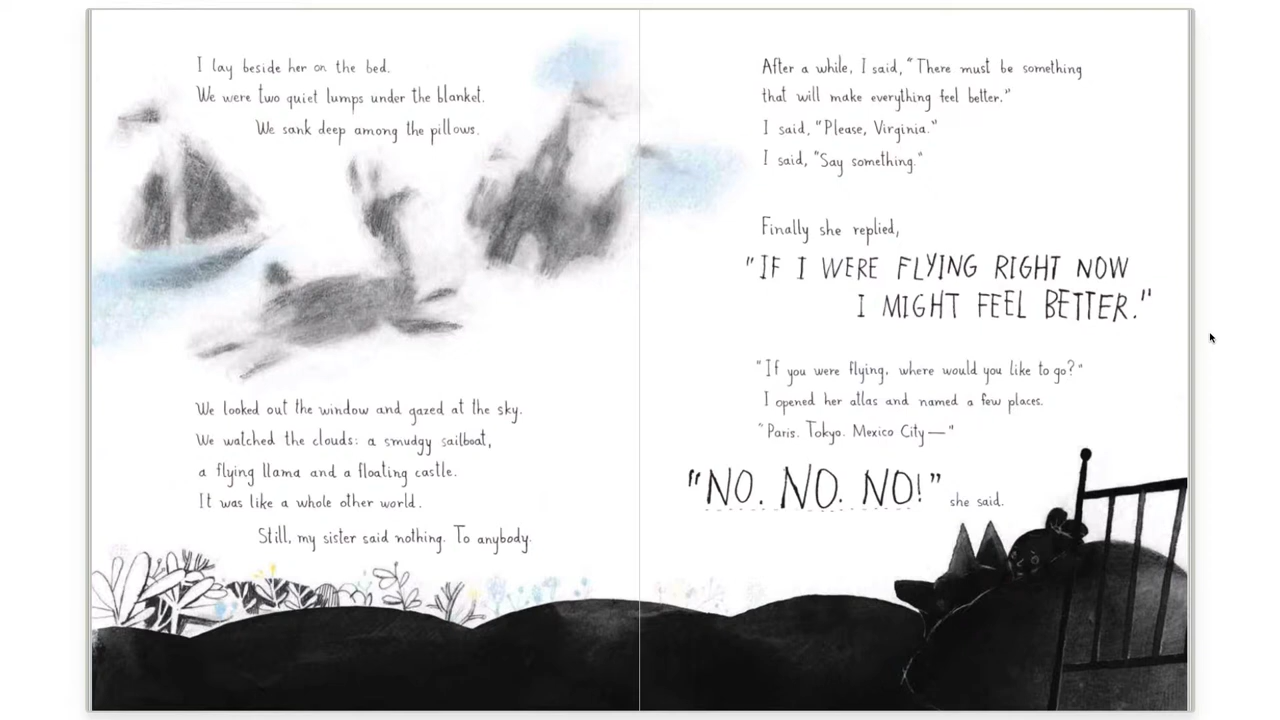 I lay beside her on the bed.
We were two quiet lumps under the blanket.
We sank deep among the pillows.
We looked out the window and gazed at the sky.
We watched the clouds: a smudgy sailboat,
a flying llama and a floating castle.
It was like a whole other world.
Still, my sister said nothing. To anybody.
After a while, I said, "There must be something
that will make everything feel better."
I said, "Please, Virginia."
I said, "Say something."
Finally she replied,
"IF I WERE FLYING RIGHT NOW
I MIGHT FEEL BETTER."
"If you were flying, where would you like to go?"
I opened her atlas and named a few places.
"Paris. Tokyo. Mexico City—"
"NO. NO. NO!" she said.